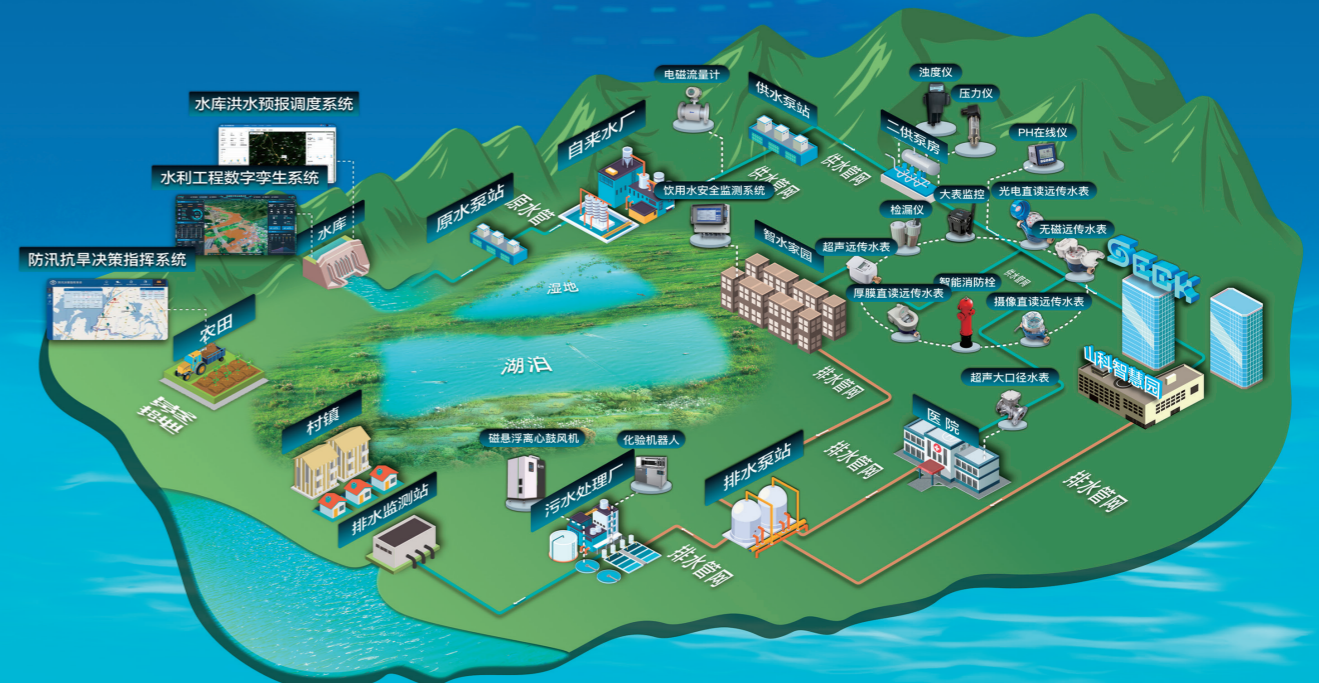 浊度仪
电磁流量计
供水泵站
压力仪
水库洪水预报调度系统
自来水厂
二供泵房
PH在线仪
供水管网
供水管网
水利工程数字孪生系统
原水泵站
原水管
饮用水安全监测系统
大表监控
光电直读远传水表
水库
检漏仪
无磁远传水表
智水家园
超声远传水表
SECK
防汛抗旱决策指挥系统
供水管网
湿地
智能消防栓
厚膜直读远传水表
摄像直读远传水表
农田
湖泊
山科智慧园
超声大口径水表
排水管网
村镇
医院
磁悬浮离心鼓风机
化验机器人
排水泵站
排水管网
污水处理厂
排水管网
排水监测站
排水管网